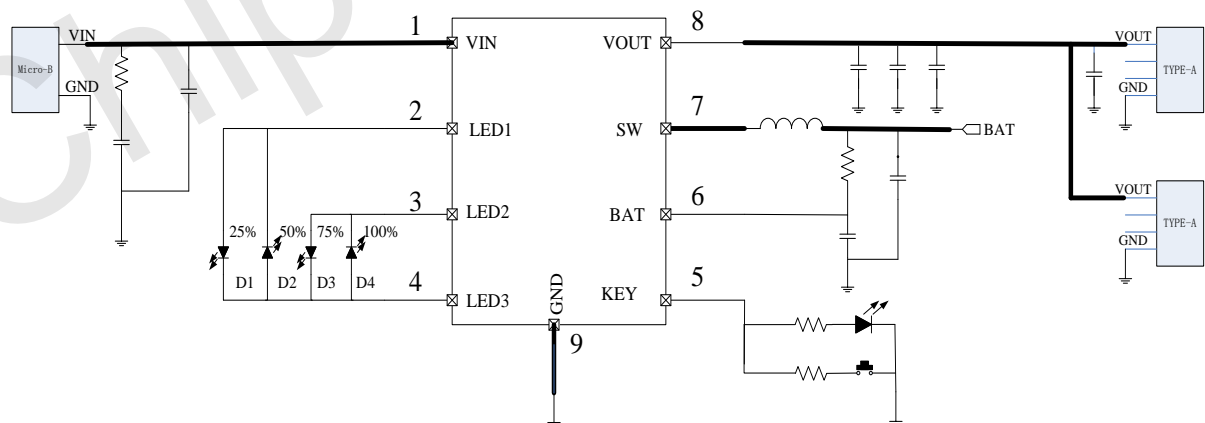 Chip
1
8
VIN
VIN
VOUT
VOUT
Micro-B
GND
TYPE-A
GND
2
7
LED1
SW
BAT
3
6
LED2
BAT
VOUT
TYPE-A
GND
25%
50%
75%
100%
D1
D2
D3
D4
4
5
LED3
GND
KEY
9